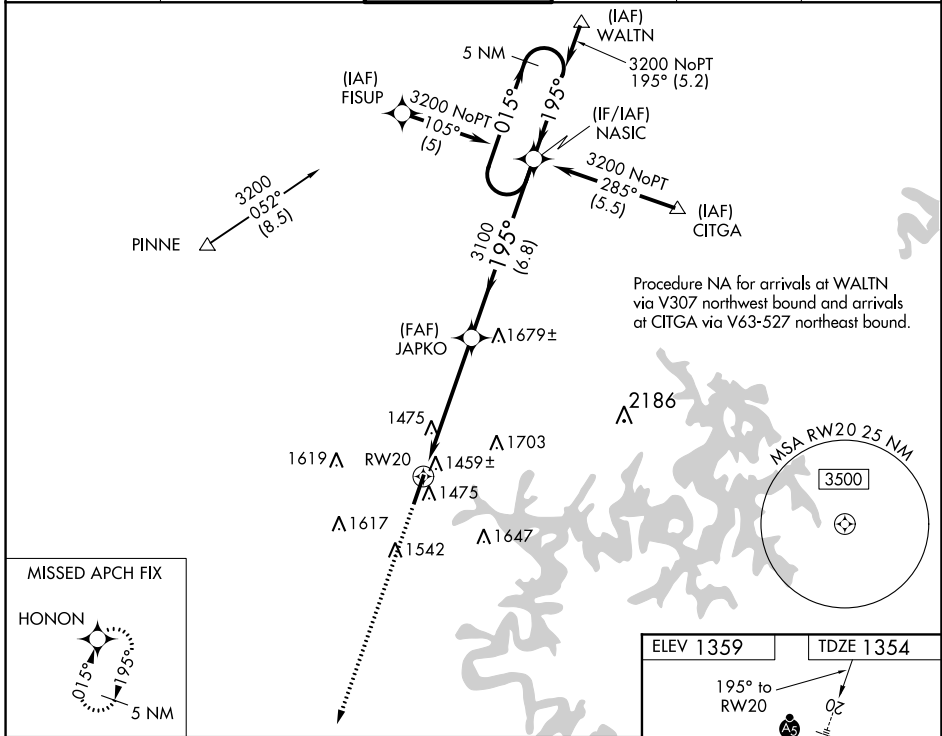 (IAF)
WALTN
5 NM
3200 NoPT
195° (5.2)
(IAF)
FISUP
3200 NoPT
105°
(5)
015°
195°
(IF/IAF)
NASIC
3200 NoPT
285°
(5.5)
(IAF)
CITGA
3200
052°
(8.5)
PINNE
3100
195°
(6.8)
Procedure NA for arrivals at WALTN
via V307 northwest bound and arrivals
at CITGA via V63-527 northeast bound.
(FAF)
JAPKO
1679±
2186
1475
1703
1619
RW20
1459±
1475
MSA RW20 25 NM
3500
1617
1542
1647
MISSED APCH FIX
HONON
015°
195°
5 NM
ELEV 1359
TDZE 1354
195° to
RW20
20
A5